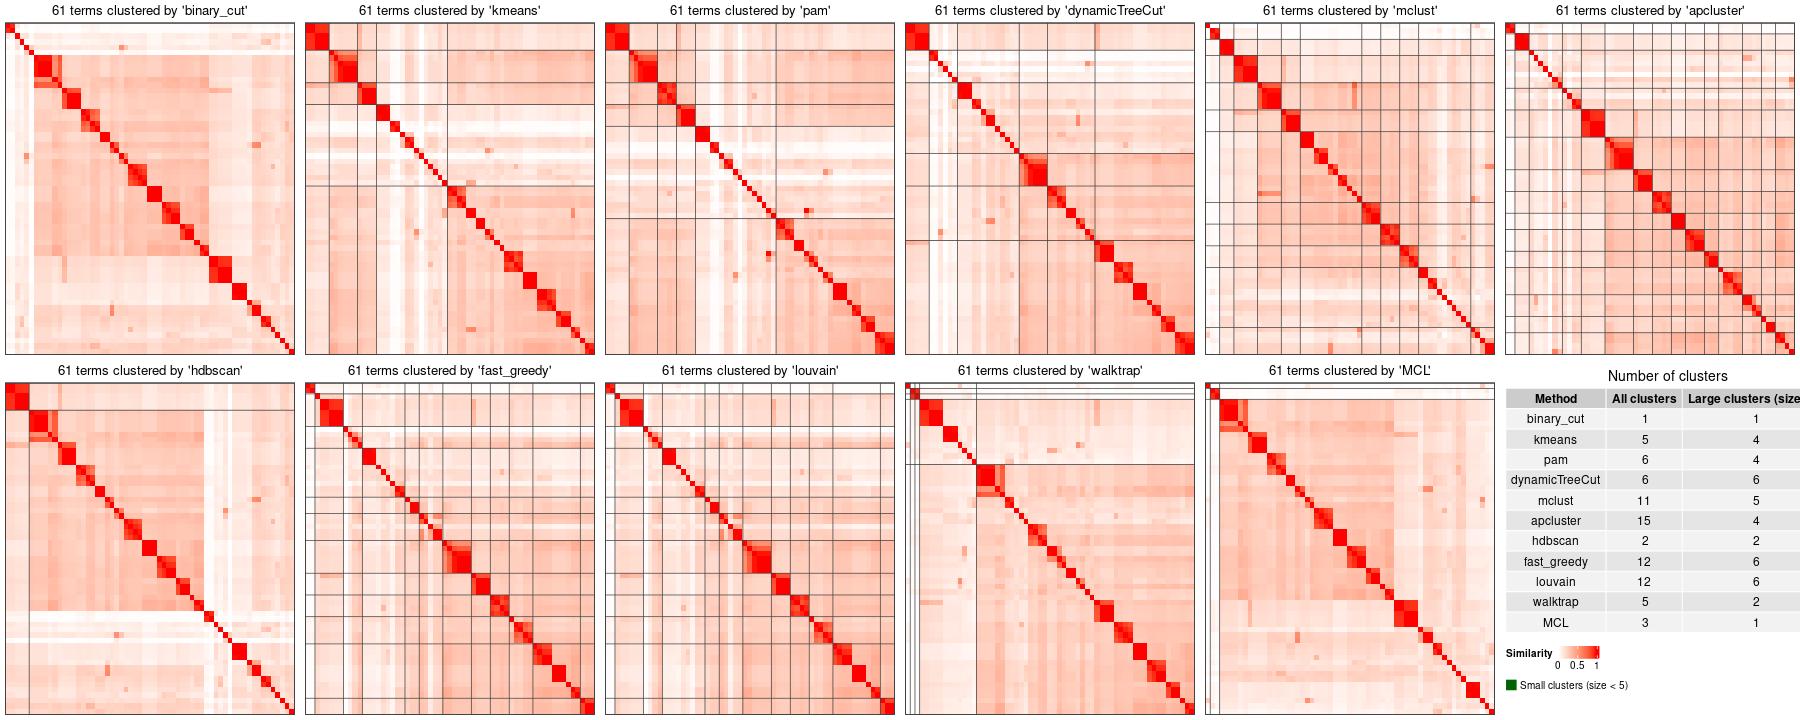 61 terms clustered by 'binary_cut'
61 terms clustered by 'kmeans'
61 terms clustered by 'pam'
61 terms clustered by 'dynamicTreeCut'
61 terms clustered by 'mclust'
61 terms clustered by 'apcluster'
61 terms clustered by 'hdbscan'
61 terms clustered by 'fast_greedy'
61 terms clustered by 'louvain'
61 terms clustered by 'walktrap'
61 terms clustered by 'MCL'
Number of clusters
Method All clusters Large clusters (size
binary_cut 1 1
kmeans 5 4
pam 6 4
dynamicTreeCut 6 6
mclust 11 5
apcluster 15 4
hdbscan 2 2
fast_greedy 12 6
louvain 12 6
walktrap 5 2
MCL 3 1
Similarity
0 0.5 1
Small clusters (size < 5)